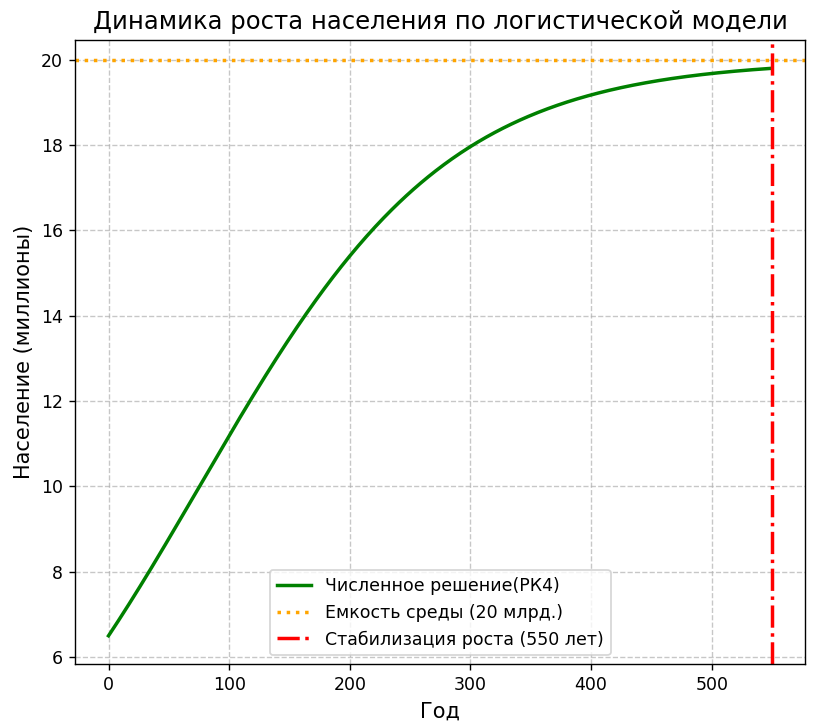 Динамика роста населения по логистической модели
Население (миллионы)
20
18
16
14
12
10
8
6
Численное решение(РК4)
Емкость среды (20 млрд.)
Стабилизация роста (550 лет)
0 100 200 300 400 500
Год